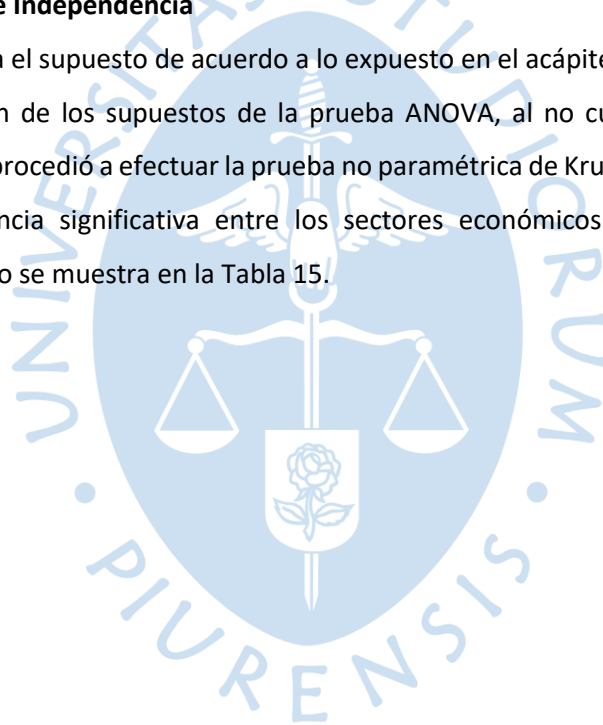 e Independencia
n el supuesto de acuerdo a lo expuesto en el acápite
n de los supuestos de la prueba ANOVA, al no cu
procedió a efectuar la prueba no paramétrica de Kru
ncia significativa entre los sectores económicos
o se muestra en la Tabla 15.
UNIVERSITAS STUDIORUM
PIURENSIS